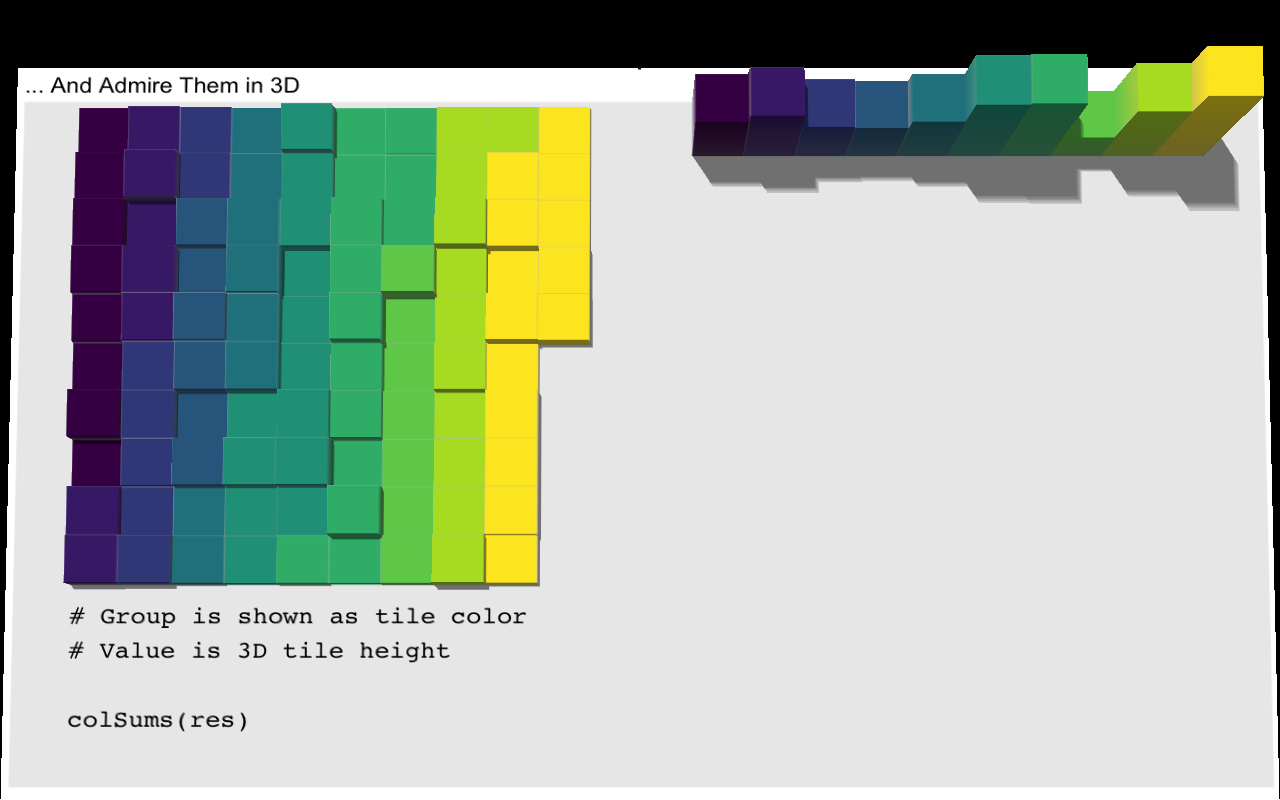 ... And Admire Them in 3D
# Group is shown as tile color
# Value is 3D tile height
colSums(res)